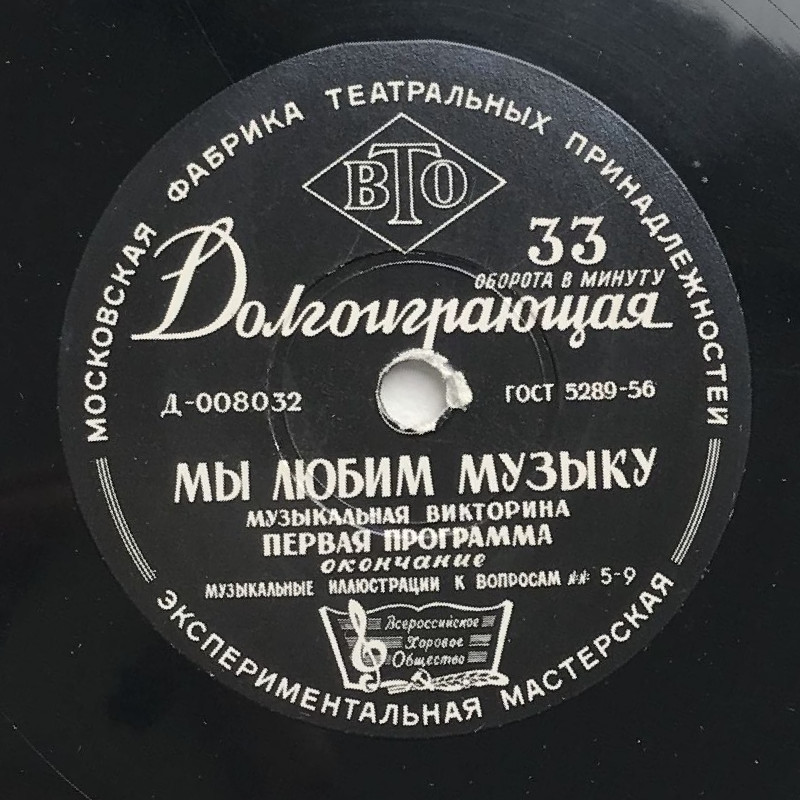 МОСКОВСКАЯ ФАБРИКА ТЕАТРАЛЬНЫХ ПРИНАДЛЕЖНОСТЕЙ
ВТО
33
ОБОРОТА В МИНУТУ
Долгоиграющая
Д-008032
ГОСТ 5289-56
МЫ ЛЮБИМ МУЗЫКУ
МУЗЫКАЛЬНАЯ ВИКТОРИНА
ПЕРВАЯ ПРОГРАММА
окончание
МУЗЫКАЛЬНЫЕ ИЛЛЮСТРАЦИИ К ВОПРОСАМ №№ 5-9
Всероссийское
Хоровое
Общество
ЭКСПЕРИМЕНТАЛЬНАЯ МАСТЕРСКАЯ